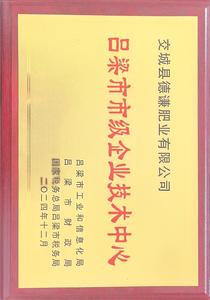 交城县德谦肥业有限公司
吕梁市市级企业技术中心
吕梁市工业和信息化局
吕梁市财政局
国家税务总局吕梁市税务局
二〇二四年十二月